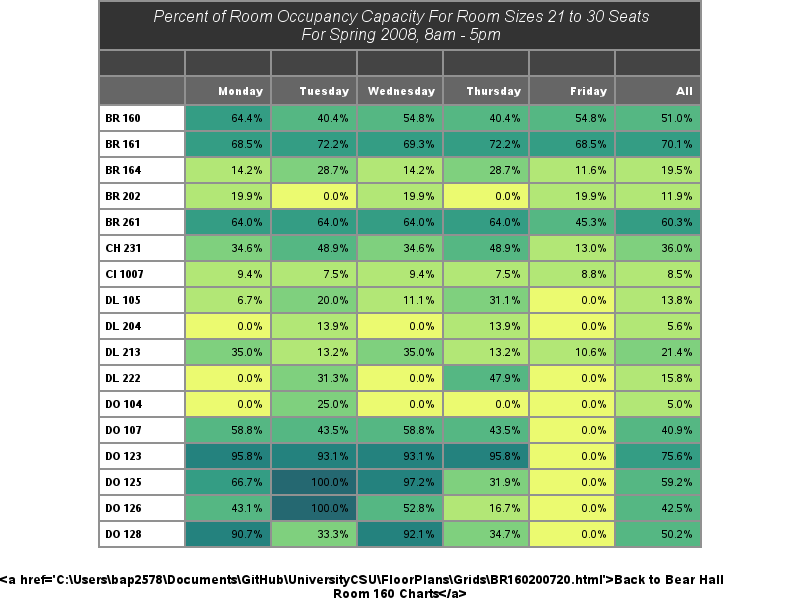 Percent of Room Occupancy Capacity For Room Sizes 21 to 30 Seats
For Spring 2008, 8am - 5pm
Monday Tuesday Wednesday Thursday Friday All
BR 160 64.4% 40.4% 54.8% 40.4% 54.8% 51.0%
BR 161 68.5% 72.2% 69.3% 72.2% 68.5% 70.1%
BR 164 14.2% 28.7% 14.2% 28.7% 11.6% 19.5%
BR 202 19.9% 0.0% 19.9% 0.0% 19.9% 11.9%
BR 261 64.0% 64.0% 64.0% 64.0% 45.3% 60.3%
CH 231 34.6% 48.9% 34.6% 48.9% 13.0% 36.0%
CI 1007 9.4% 7.5% 9.4% 7.5% 8.8% 8.5%
DL 105 6.7% 20.0% 11.1% 31.1% 0.0% 13.8%
DL 204 0.0% 13.9% 0.0% 13.9% 0.0% 5.6%
DL 213 35.0% 13.2% 35.0% 13.2% 10.6% 21.4%
DL 222 0.0% 31.3% 0.0% 47.9% 0.0% 15.8%
DO 104 0.0% 25.0% 0.0% 0.0% 0.0% 5.0%
DO 107 58.8% 43.5% 58.8% 43.5% 0.0% 40.9%
DO 123 95.8% 93.1% 93.1% 95.8% 0.0% 75.6%
DO 125 66.7% 100.0% 97.2% 31.9% 0.0% 59.2%
DO 126 43.1% 100.0% 52.8% 16.7% 0.0% 42.5%
DO 128 90.7% 33.3% 92.1% 34.7% 0.0% 50.2%
<a href='C:\Users\bap2578\Documents\GitHub\UniversityCSU\FloorPlans\Grids\BR160200720.html'>Back to Bear Hall
Room 160 Charts</a>